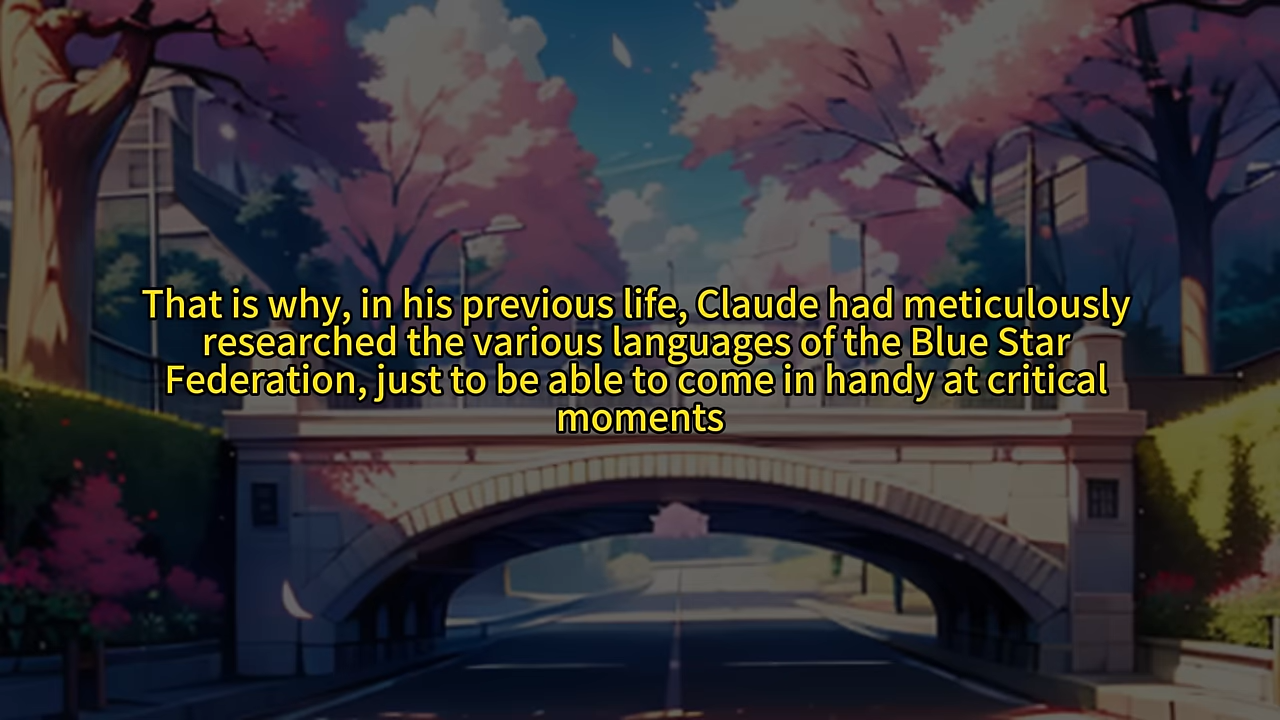 That is why, in his previous life, Claude had meticulously
researched the various languages of the Blue Star
Federation, just to be able to come in handy at critical
moments